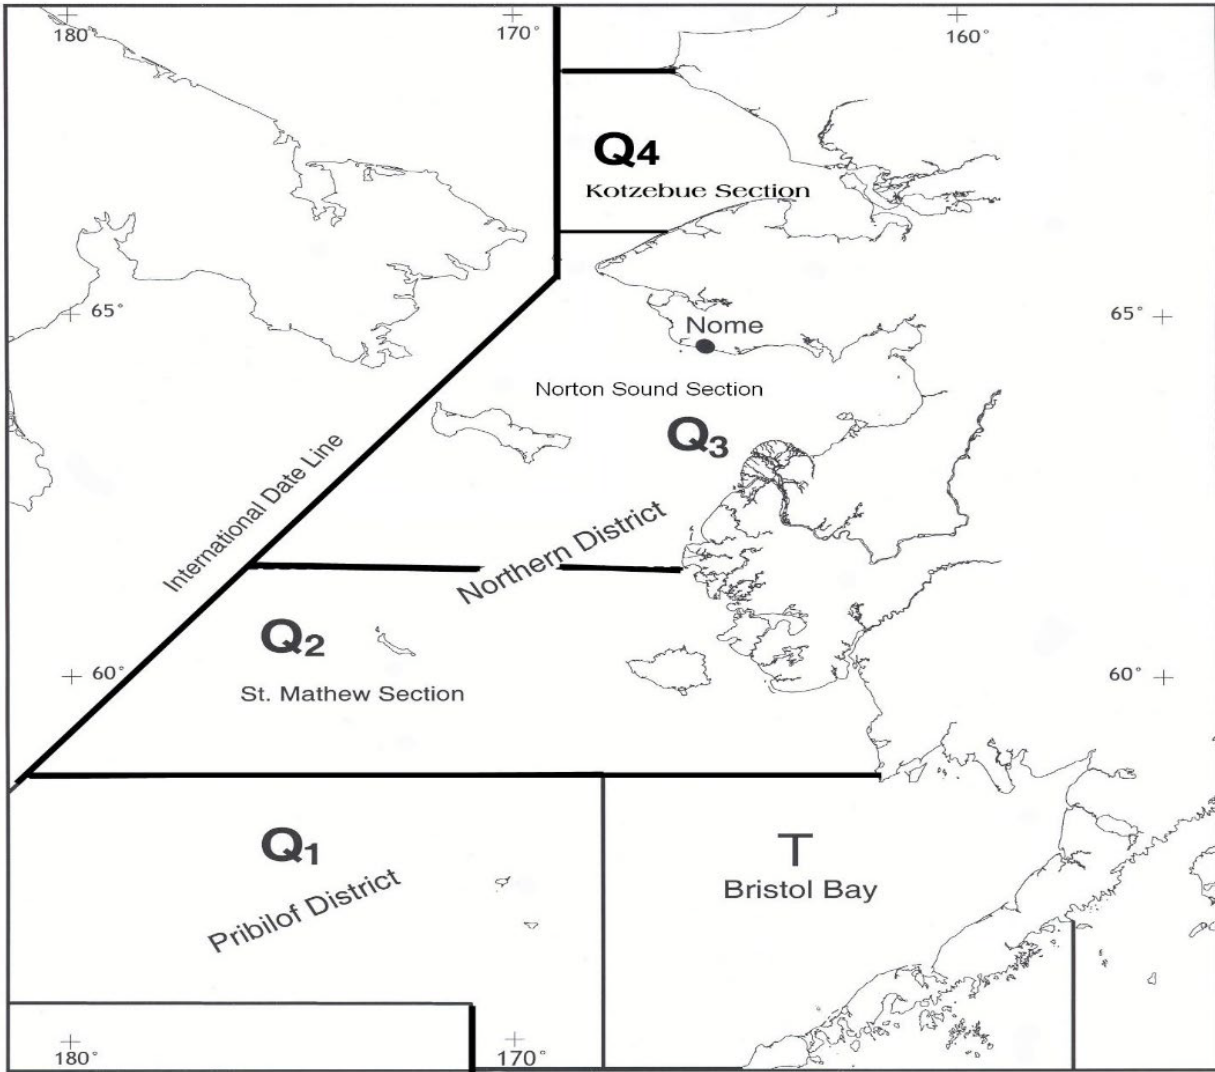 180°
170°
160°
Q4
Kotzebue Section
65°
65°
Nome
Norton Sound Section
Q3
International Date Line
Northern District
Q2
St. Mathew Section
60°
60°
Q1
Pribilof District
T
Bristol Bay
180°
170°